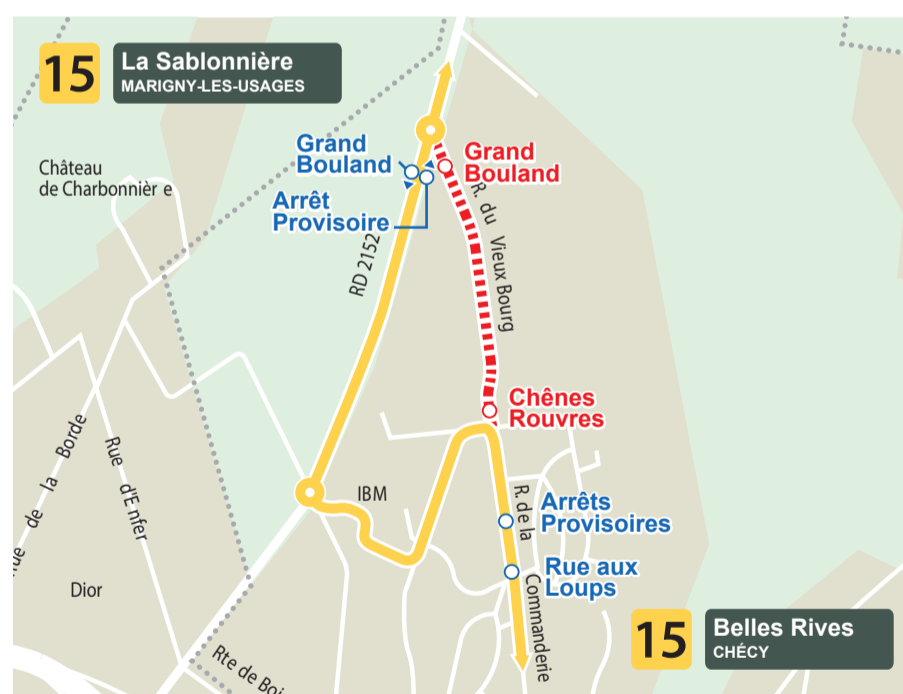 15
La Sablonnière
MARIGNY-LES-USAGES
Château
de Charbonnièr e
Grand
Bouland
Arrêt
Provisoire
Grand
Bouland
RD 2152
R. du Vieux Bourg
Chênes
Rouvres
de la Borde
Rue d'E nfer
IBM
R. de la Commanderie
Arrêts
Provisoires
Rue aux
Loups
Dior
Rte de
15
Belles Rives
CHÉCY